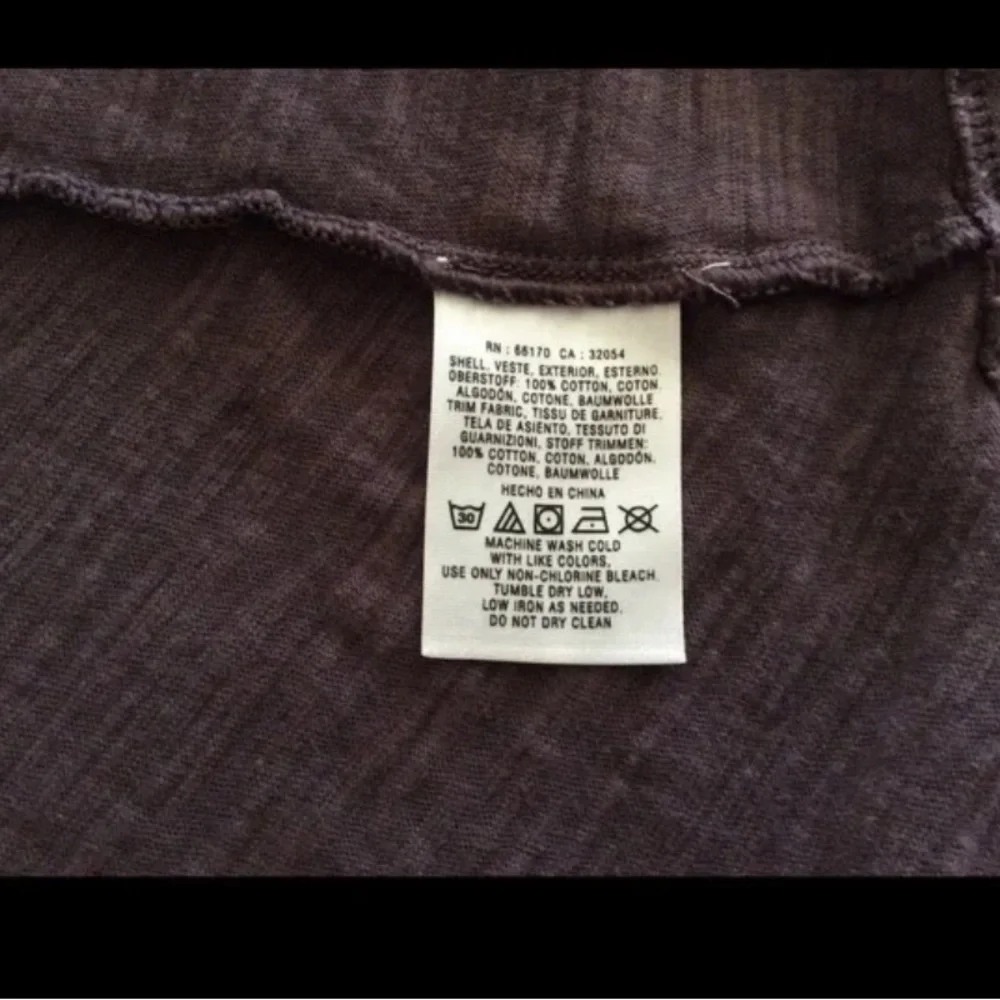 RN : 66170 CA : 32054
SHELL, VESTE, EXTERIOR, ESTERNO.
OBERSTOFF: 100% COTTON, COTON,
ALGODÓN, COTONE, BAUMWOLLE
TRIM FABRIC, TISSU DE GARNITURE,
TELA DE ASIENTO, TESSUTO DI
GUARNIZIONI, STOFF TRIMMEN:
100% COTTON, COTON, ALGODÓN,
COTONE, BAUMWOLLE
HECHO EN CHINA
30
MACHINE WASH COLD
WITH LIKE COLORS.
USE ONLY NON-CHLORINE BLEACH.
TUMBLE DRY LOW.
LOW IRON AS NEEDED.
DO NOT DRY CLEAN